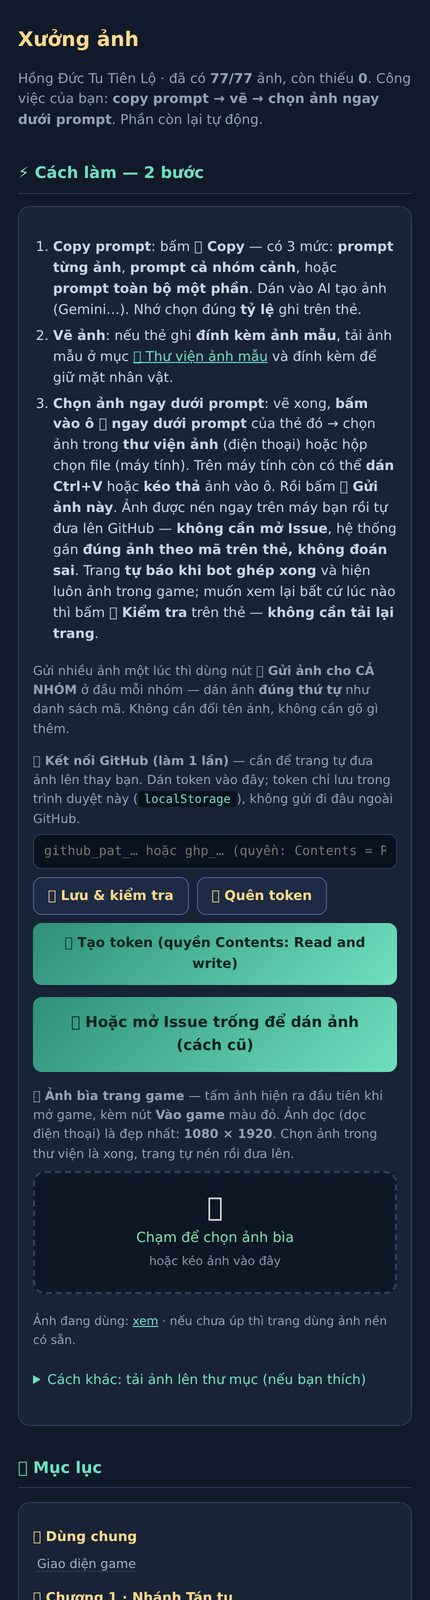 Xưởng ảnh
Hồng Đức Tu Tiên Lộ · đã có 77/77 ảnh, còn thiếu 0. Công
việc của bạn: copy prompt → vẽ → chọn ảnh ngay
dưới prompt. Phần còn lại tự động.
⚡ Cách làm — 2 bước
1. Copy prompt: bấm Copy — có 3 mức: prompt
từng ảnh, prompt cả nhóm cảnh, hoặc
prompt toàn bộ một phần. Dán vào AI tạo ảnh
(Gemini…). Nhớ chọn đúng tỷ lệ ghi trên thẻ.
2. Vẽ ảnh: nếu thẻ ghi đính kèm ảnh mẫu, tải ảnh
mẫu ở mục Thư viện ảnh mẫu và đính kèm để
giữ mặt nhân vật.
3. Chọn ảnh ngay dưới prompt: vẽ xong, bấm
vào ô ngay dưới prompt của thẻ đó → chọn
ảnh trong thư viện ảnh (điện thoại) hoặc hộp
chọn file (máy tính). Trên máy tính còn có thể dán
Ctrl+V hoặc kéo thả ảnh vào ô. Rồi bấm Gửi
ảnh này. Ảnh được nén ngay trên máy bạn rồi tự
đưa lên GitHub — không cần mở Issue, hệ thống
gán đúng ảnh theo mã trên thẻ, không đoán
sai. Trang tự báo khi bot ghép xong và hiện
luôn ảnh trong game; muốn xem lại bất cứ lúc nào
thì bấm Kiểm tra trên thẻ — không cần tải lại
trang.
Gửi nhiều ảnh một lúc thì dùng nút Gửi ảnh cho CẢ
NHÓM ở đầu mỗi nhóm — dán ảnh đúng thứ tự như
danh sách mã. Không cần đổi tên ảnh, không cần gõ gì
thêm.
Kết nối GitHub (làm 1 lần) — cần để trang tự đưa
ảnh lên thay bạn. Dán token vào đây; token chỉ lưu trong
trình duyệt này (localStorage), không gửi đi đâu ngoài
GitHub.
github_pat_… hoặc ghp_… (quyền: Contents = R
Lưu & kiểm tra
Quên token
Tạo token (quyền Contents: Read and
write)
Hoặc mở Issue trống để dán ảnh
(cách cũ)
Ảnh bìa trang game — tấm ảnh hiện ra đầu tiên khi
mở game, kèm nút Vào game màu đỏ. Ảnh dọc (dọc
điện thoại) là đẹp nhất: 1080 × 1920. Chọn ảnh trong
thư viện là xong, trang tự nén rồi đưa lên.
Chạm để chọn ảnh bìa
hoặc kéo ảnh vào đây
Ảnh đang dùng: xem · nếu chưa úp thì trang dùng ảnh nền
có sẵn.
▶ Cách khác: tải ảnh lên thư mục (nếu bạn thích)
Mục lục
Dùng chung
Giao diện game
Chương 1 · Nhánh Tán tu